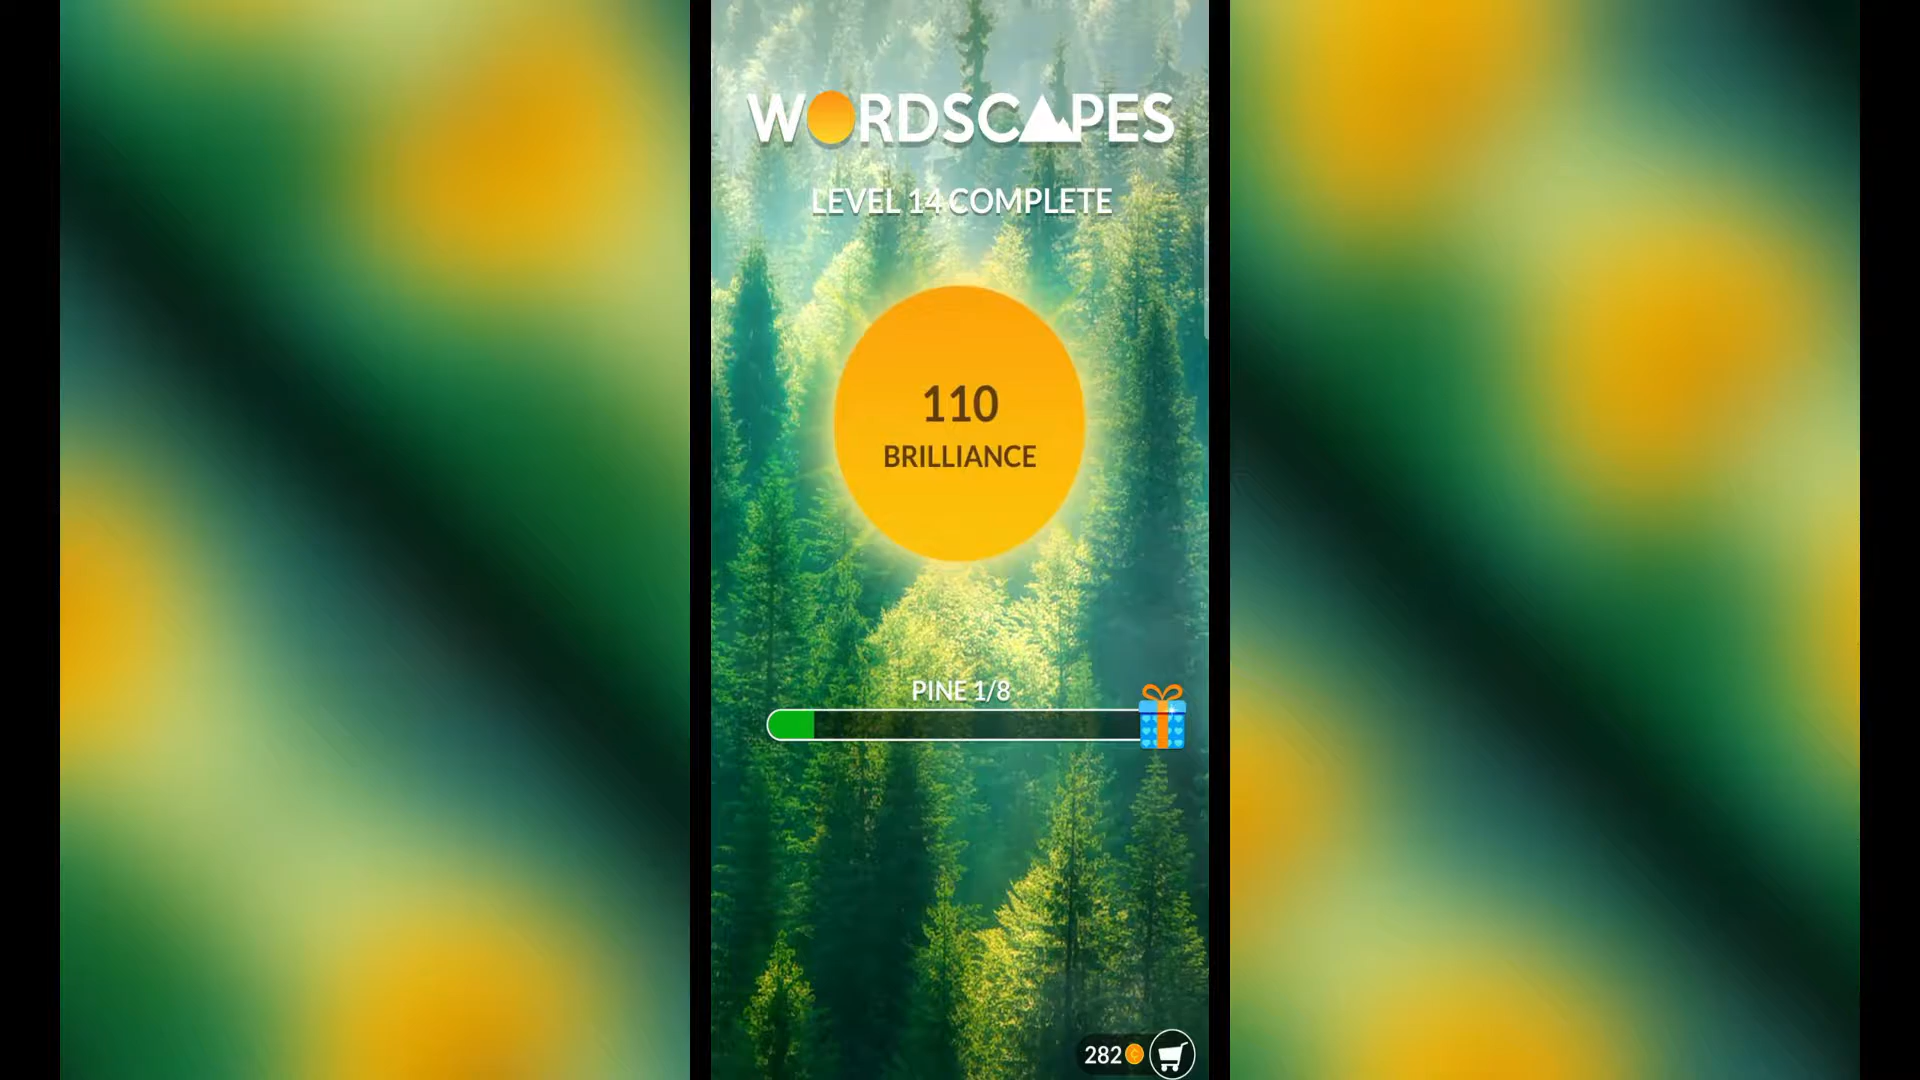 WORDSCAPES
LEVEL 14 COMPLETE
110
BRILLIANCE
PINE 1/8
282